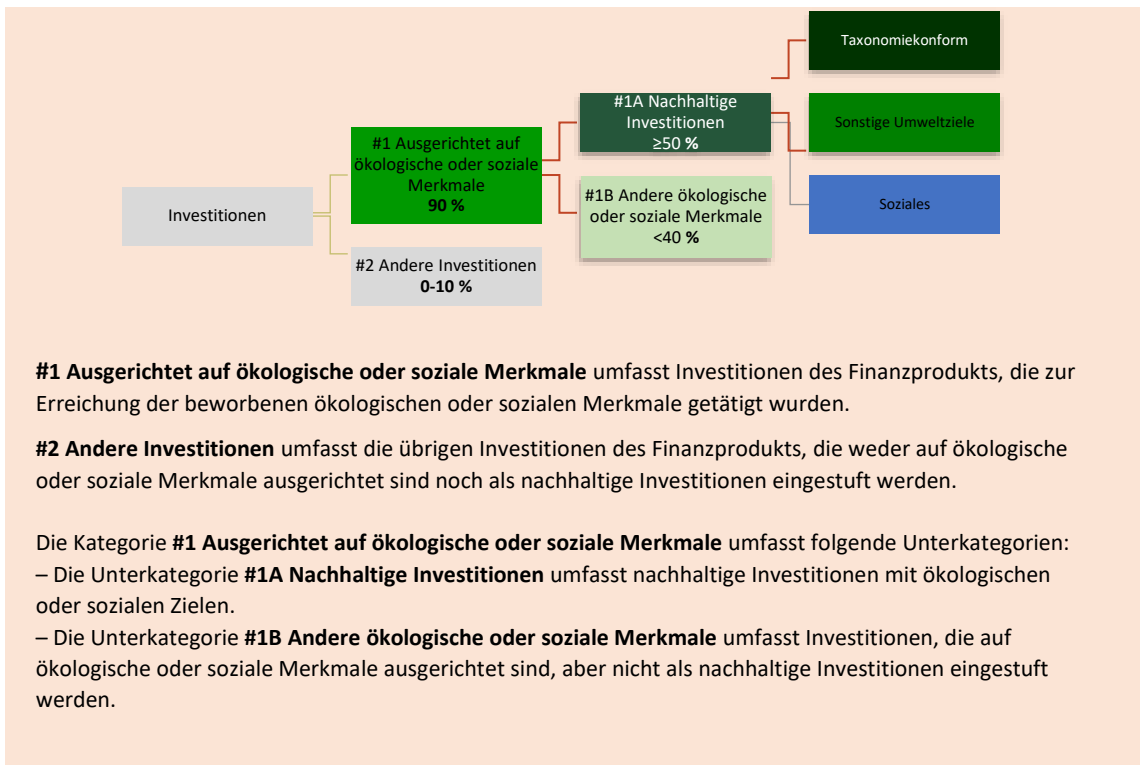 Taxonomiekonform
#1A Nachhaltige
Investitionen
≥50 %
Sonstige Umweltziele
#1 Ausgerichtet auf
ökologische oder soziale
Merkmale
90 %
#1B Andere ökologische
oder soziale Merkmale
<40 %
Soziales
Investitionen
#2 Andere Investitionen
0-10 %
#1 Ausgerichtet auf ökologische oder soziale Merkmale umfasst Investitionen des Finanzprodukts, die zur
Erreichung der beworbenen ökologischen oder sozialen Merkmale getätigt wurden.
#2 Andere Investitionen umfasst die übrigen Investitionen des Finanzprodukts, die weder auf ökologische
oder soziale Merkmale ausgerichtet sind noch als nachhaltige Investitionen eingestuft werden.
Die Kategorie #1 Ausgerichtet auf ökologische oder soziale Merkmale umfasst folgende Unterkategorien:
– Die Unterkategorie #1A Nachhaltige Investitionen umfasst nachhaltige Investitionen mit ökologischen
oder sozialen Zielen.
– Die Unterkategorie #1B Andere ökologische oder soziale Merkmale umfasst Investitionen, die auf
ökologische oder soziale Merkmale ausgerichtet sind, aber nicht als nachhaltige Investitionen eingestuft
werden.